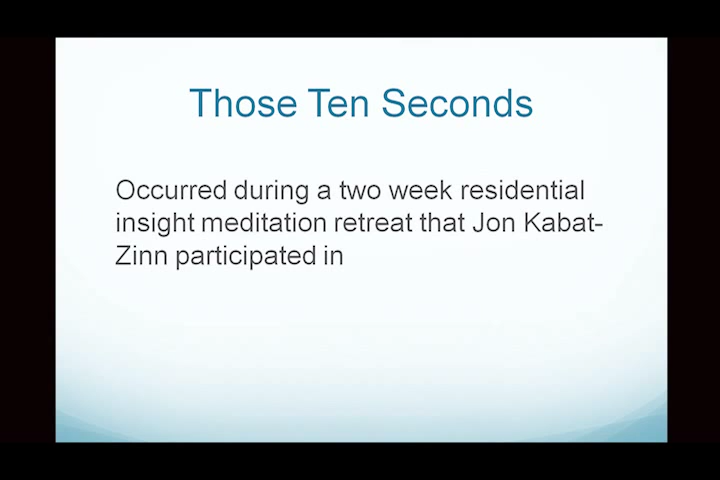 Those Ten Seconds
Occurred during a two week residential
insight meditation retreat that Jon Kabat-
Zinn participated in